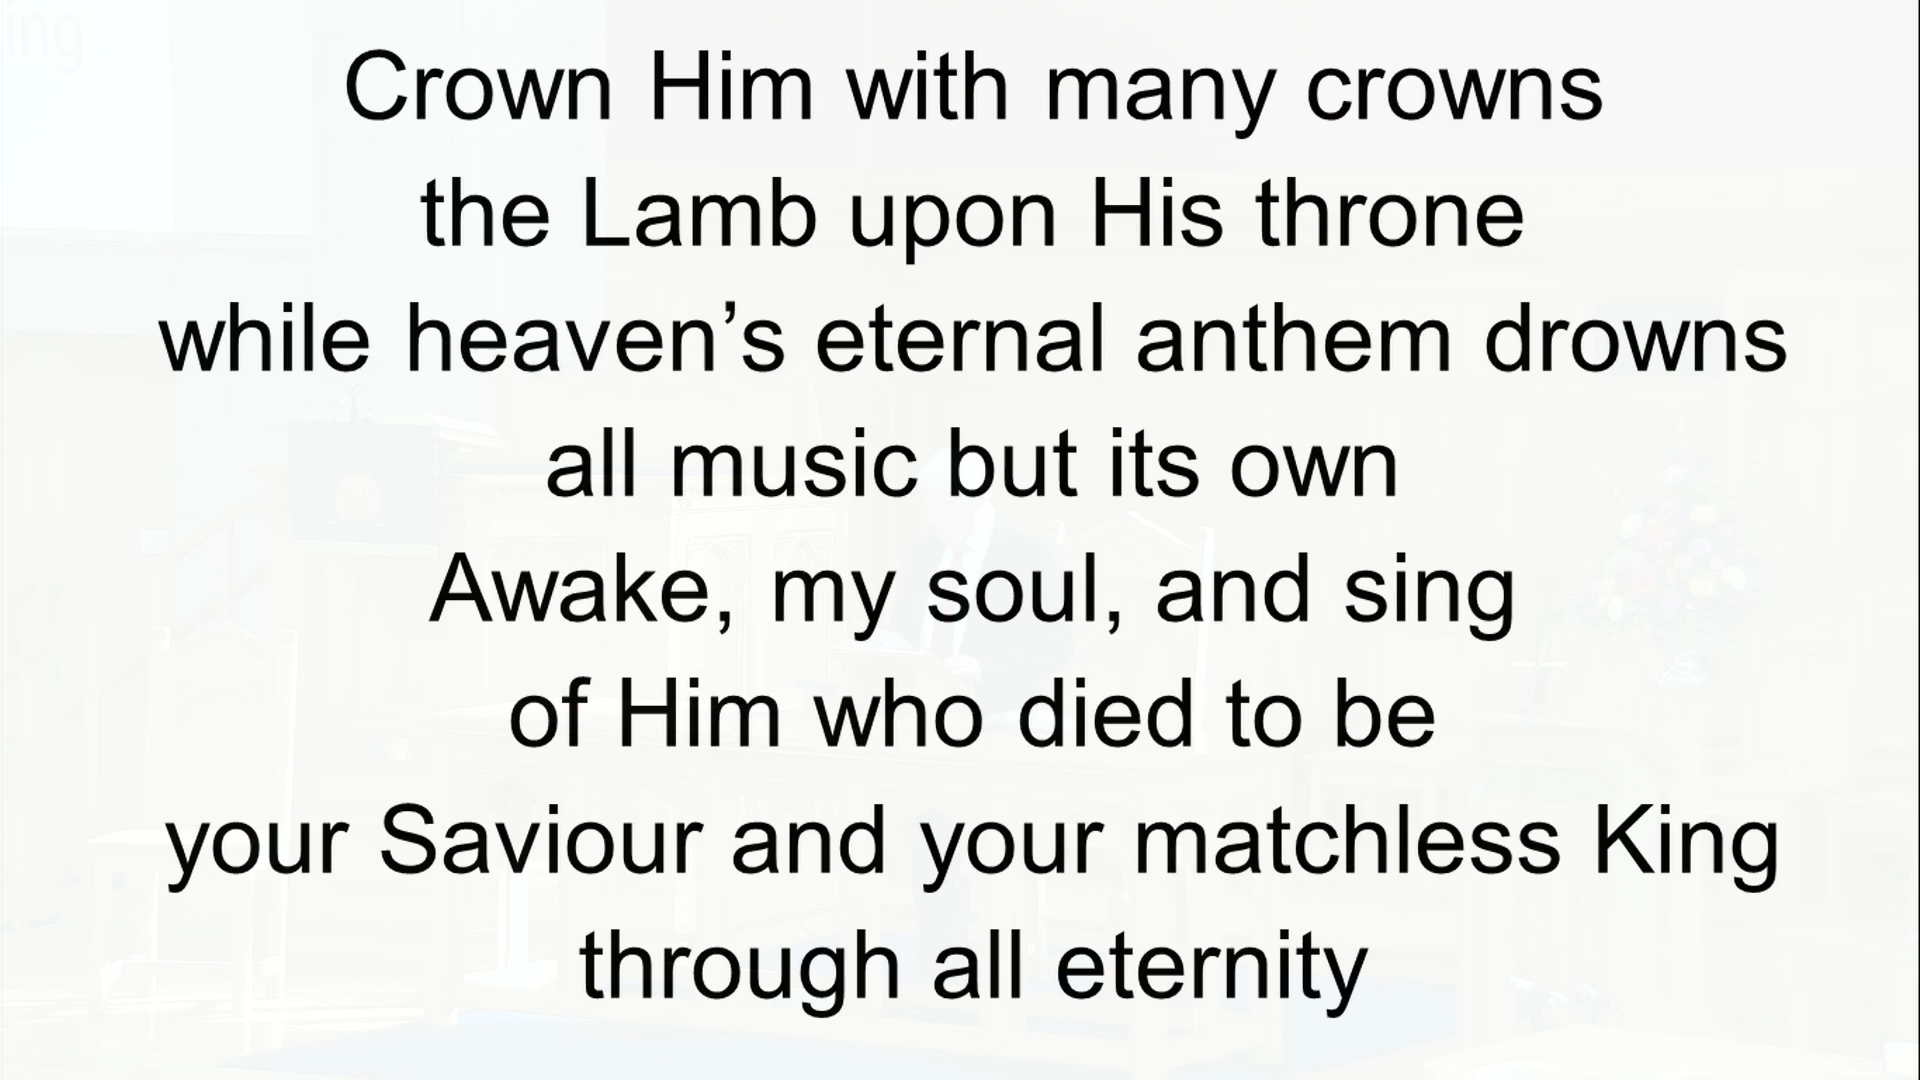 ing
Crown Him with many crowns
the Lamb upon His throne
while heaven’s eternal anthem drowns
all music but its own
Awake, my soul, and sing
of Him who died to be
your Saviour and your matchless King
through all eternity